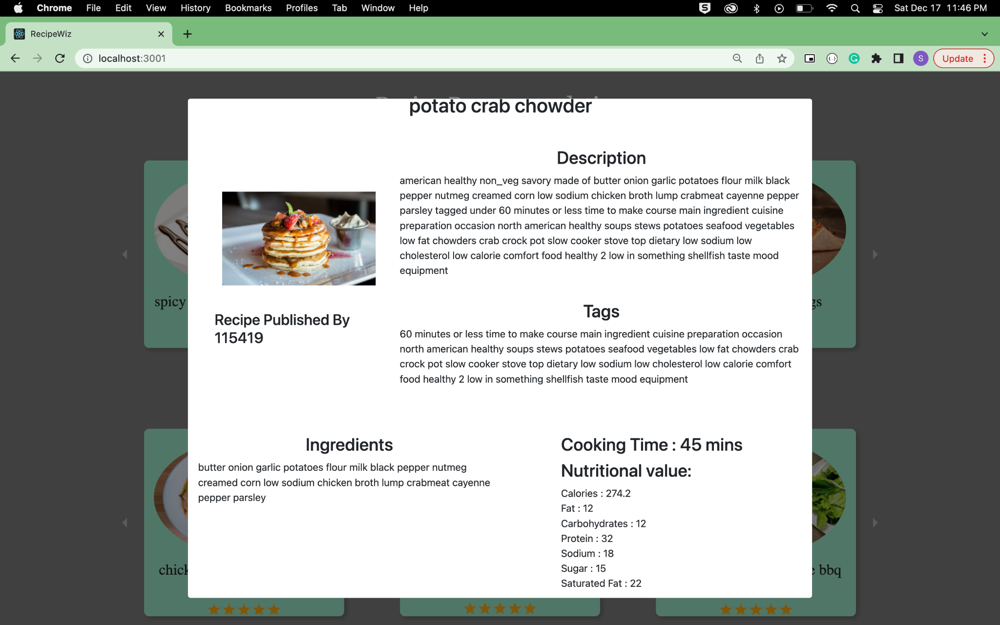 Chrome File Edit View History Bookmarks Profiles Tab Window Help Sat Dec 17 11:46 PM
RecipeWiz
localhost:3001
S
Update
potato crab chowder
Description
american healthy non_veg savory made of butter onion garlic potatoes flour milk black
pepper nutmeg creamed corn low sodium chicken broth lump crabmeat cayenne pepper
parsley tagged under 60 minutes or less time to make course main ingredient cuisine
preparation occasion north american healthy soups stews potatoes seafood vegetables
low fat chowders crab crock pot slow cooker stove top dietary low sodium low
cholesterol low calorie comfort food healthy 2 low in something shellfish taste mood
equipment
spicy
gs
Recipe Published By
115419
Tags
60 minutes or less time to make course main ingredient cuisine preparation occasion
north american healthy soups stews potatoes seafood vegetables low fat chowders crab
crock pot slow cooker stove top dietary low sodium low cholesterol low calorie comfort
food healthy 2 low in something shellfish taste mood equipment
Ingredients
butter onion garlic potatoes flour milk black pepper nutmeg
creamed corn low sodium chicken broth lump crabmeat cayenne
pepper parsley
Cooking Time : 45 mins
Nutritional value:
Calories : 274.2
Fat : 12
Carbohydrates : 12
Protein : 32
Sodium : 18
Sugar : 15
Saturated Fat : 22
chick
e bbq